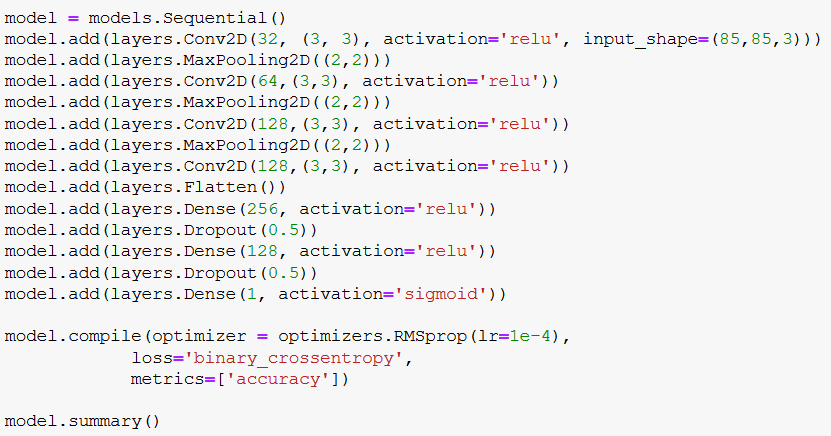 model = models.Sequential()
model.add(layers.Conv2D(32, (3, 3), activation='relu', input_shape=(85,85,3)))
model.add(layers.MaxPooling2D((2,2)))
model.add(layers.Conv2D(64,(3,3), activation='relu'))
model.add(layers.MaxPooling2D((2,2)))
model.add(layers.Conv2D(128,(3,3), activation='relu'))
model.add(layers.MaxPooling2D((2,2)))
model.add(layers.Conv2D(128,(3,3), activation='relu'))
model.add(layers.Flatten())
model.add(layers.Dense(256, activation='relu'))
model.add(layers.Dropout(0.5))
model.add(layers.Dense(128, activation='relu'))
model.add(layers.Dropout(0.5))
model.add(layers.Dense(1, activation='sigmoid'))

model.compile(optimizer = optimizers.RMSprop(lr=1e-4),
            loss='binary_crossentropy',
            metrics=['accuracy'])

model.summary()